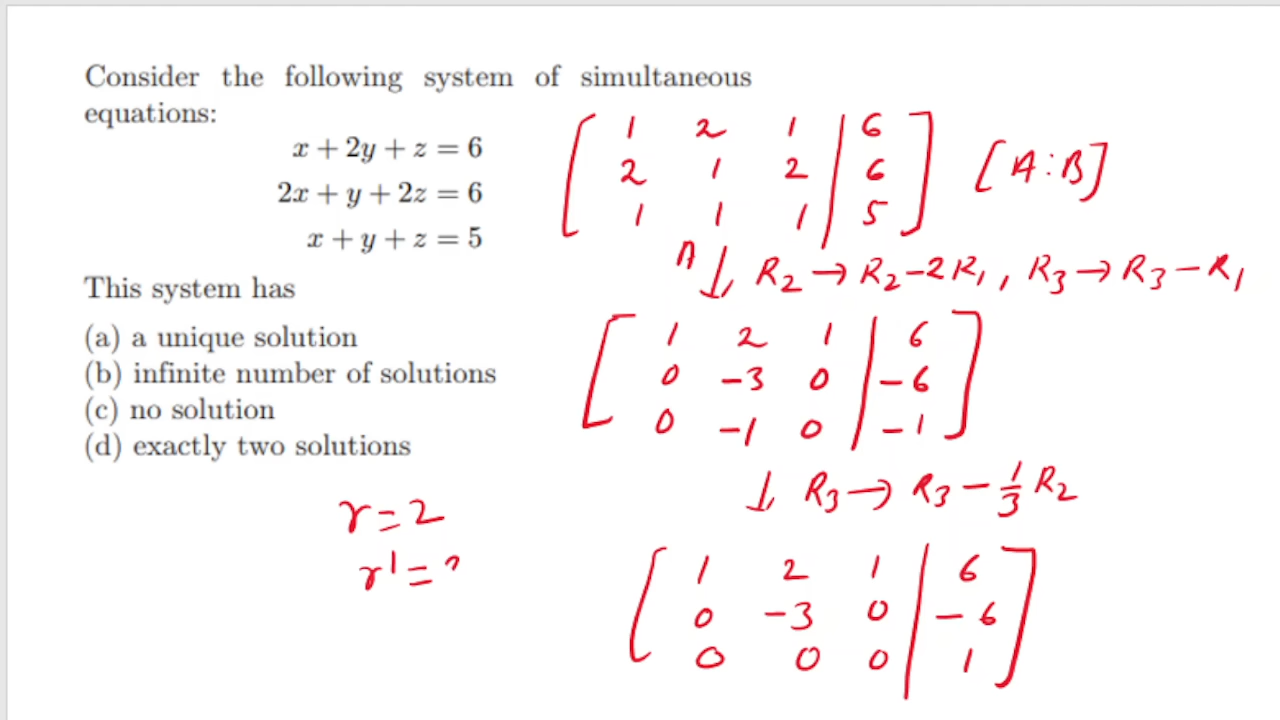 Consider the following system of simultaneous
equations:
x + 2y + z = 6
2x + y + 2z = 6
x + y + z = 5
This system has
(a) a unique solution
(b) infinite number of solutions
(c) no solution
(d) exactly two solutions
r = 2
r' =
1 2 1 | 6
2 1 2 | 6 [A:B]
1 1 1 | 5
A ↓ R2 → R2 - 2R1, R3 → R3 - R1
1 2 1 | 6
0 -3 0 | -6
0 -1 0 | -1
↓ R3 → R3 - 1/3 R2
1 2 1 | 6
0 -3 0 | -6
0 0 0 | 1